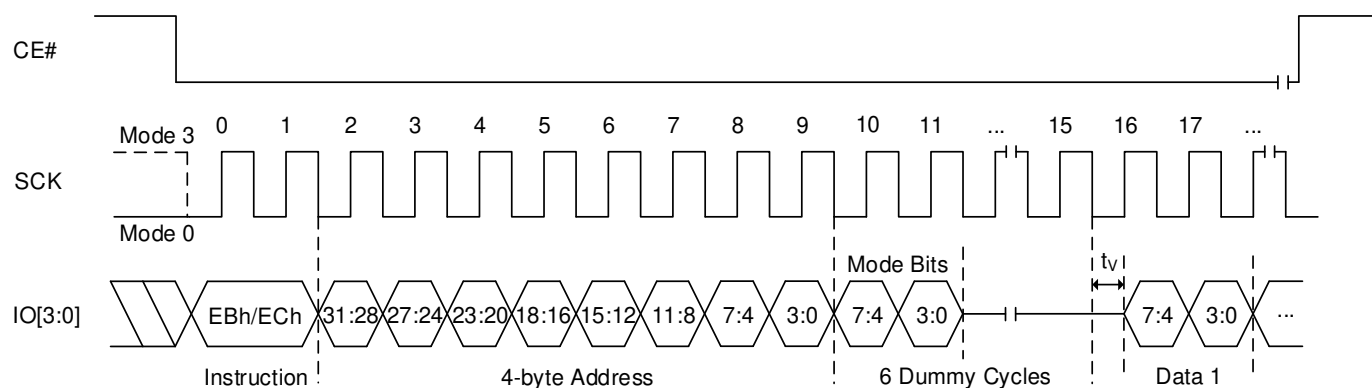 CE#
0 1 2 3 4 5 6 7 8 9 10 11 ... 15 16 17 ...
Mode 3
SCK
Mode 0
Mode Bits tV
IO[3:0] EBh/ECh 31:28 27:24 23:20 18:16 15:12 11:8 7:4 3:0 7:4 3:0 7:4 3:0 ...
Instruction 4-byte Address 6 Dummy Cycles Data 1